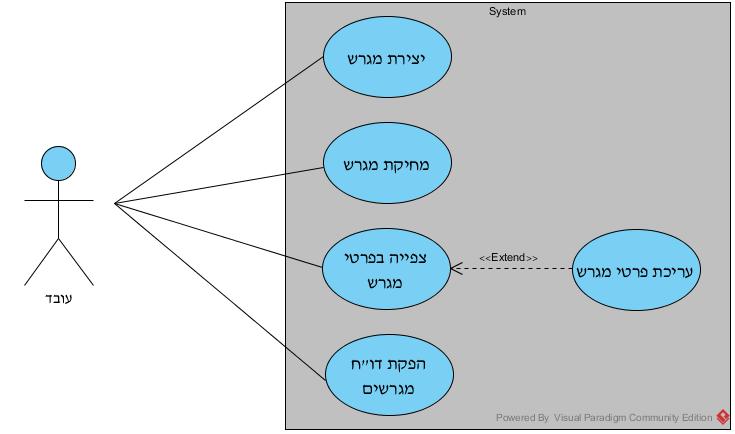 System
יצירת מגרש
מחיקת מגרש
צפייה בפרטי
מגרש
<<Extend>>
עריכת פרטי מגרש
הפקת דו"ח
מגרשים
עובד
Powered By Visual Paradigm Community Edition